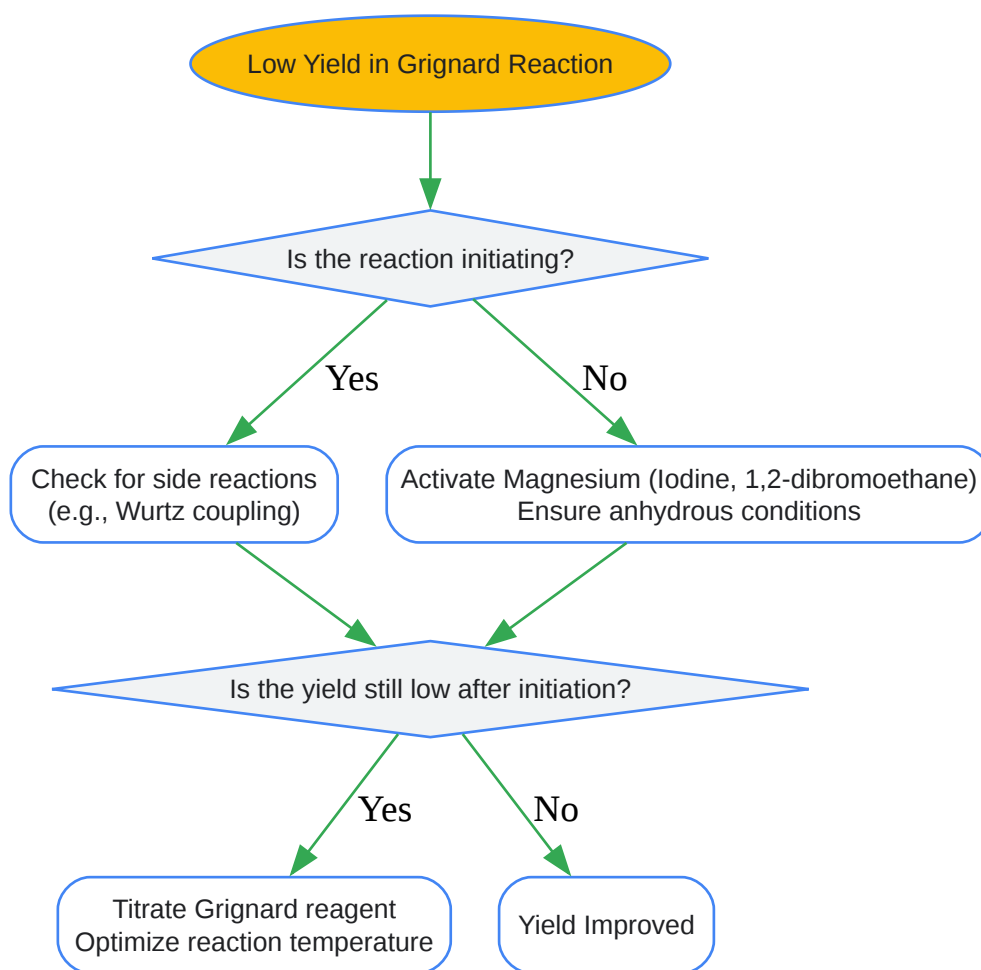 Low Yield in Grignard Reaction
Is the reaction initiating?
Yes
No
Check for side reactions
(e.g., Wurtz coupling)
Activate Magnesium (Iodine, 1,2-dibromoethane)
Ensure anhydrous conditions
Is the yield still low after initiation?
Yes
No
Titrate Grignard reagent
Optimize reaction temperature
Yield Improved